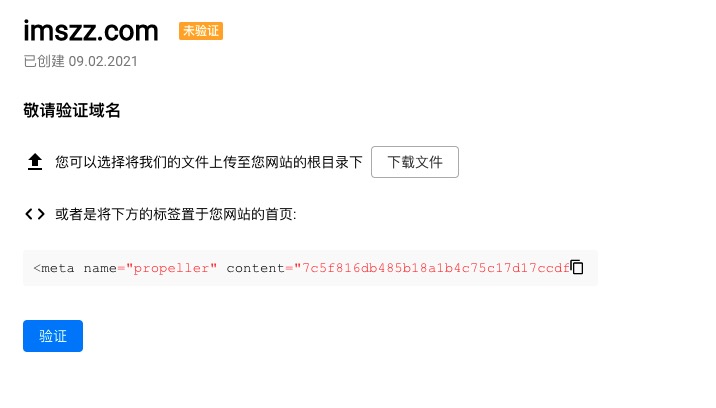 imszz.com 未验证
已创建 09.02.2021
敬请验证域名
您可以选择将我们的文件上传至您网站的根目录下 下载文件
或者是将下方的标签置于您网站的首页:
<meta name="propeller" content="7c5f816db485b18a1b4c75c17d17ccdf
验证